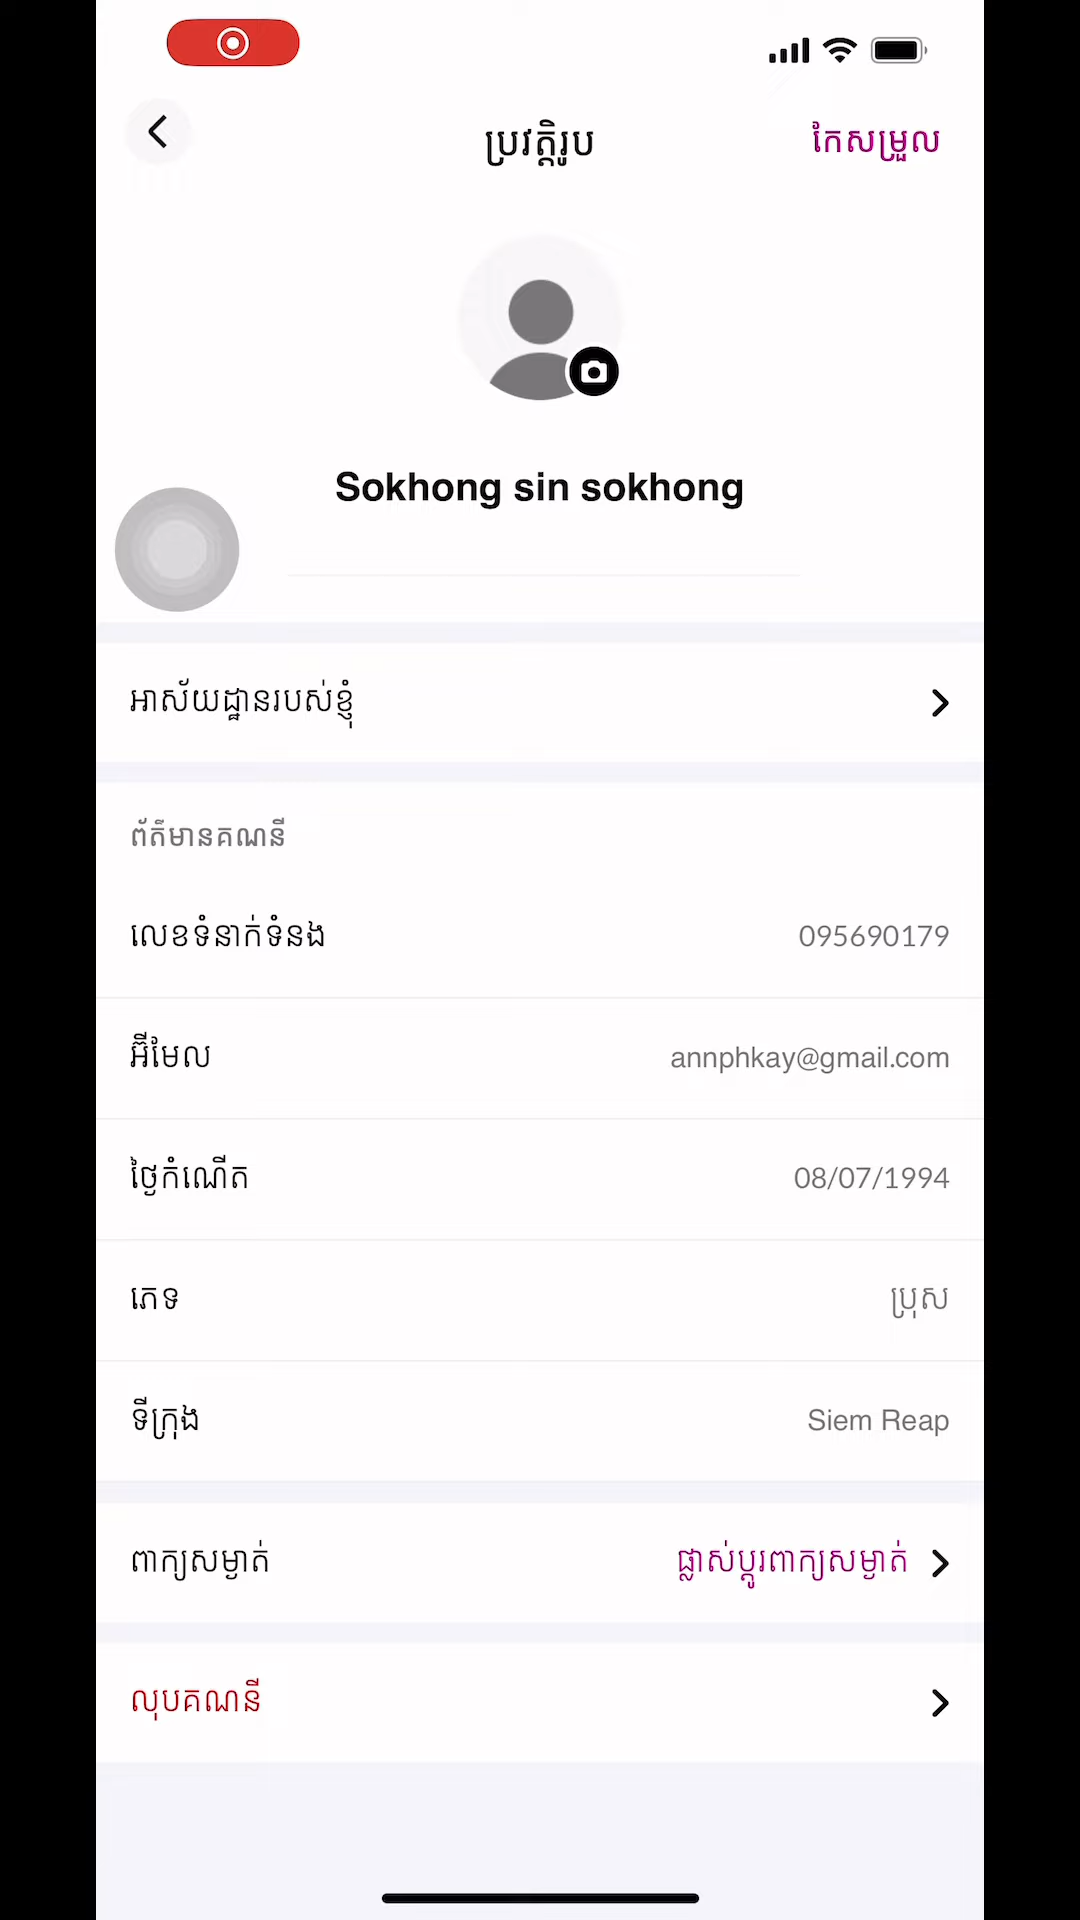 ប្រវត្តិរូប
កែសម្រួល
Sokhong sin sokhong
អាស័យដ្ឋានរបស់ខ្ញុំ
ព័ត៌មានគណនី
លេខទំនាក់ទំនង 095690179
អ៊ីមែល annphkay@gmail.com
ថ្ងៃកំណើត 08/07/1994
ភេទ ប្រុស
ទីក្រុង Siem Reap
ពាក្យសម្ងាត់ ផ្លាស់ប្តូរពាក្យសម្ងាត់
លុបគណនី